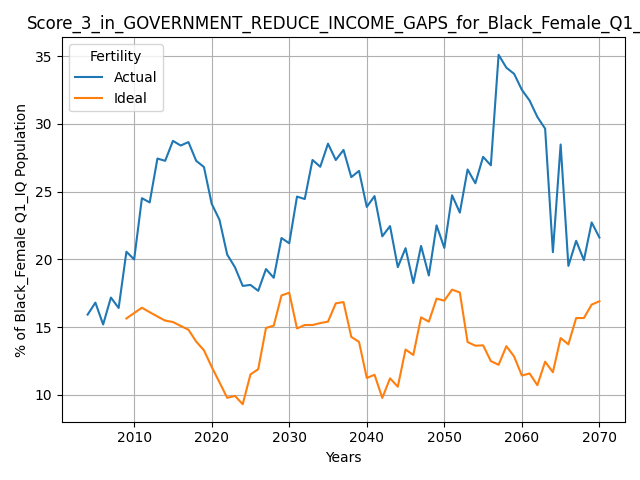 Score_3_in_GOVERNMENT_REDUCE_INCOME_GAPS_for_Black_Female_Q1_
Fertility
Actual
Ideal
% of Black_Female Q1_IQ Population
35
30
25
20
15
10
2010 2020 2030 2040 2050 2060 2070
Years